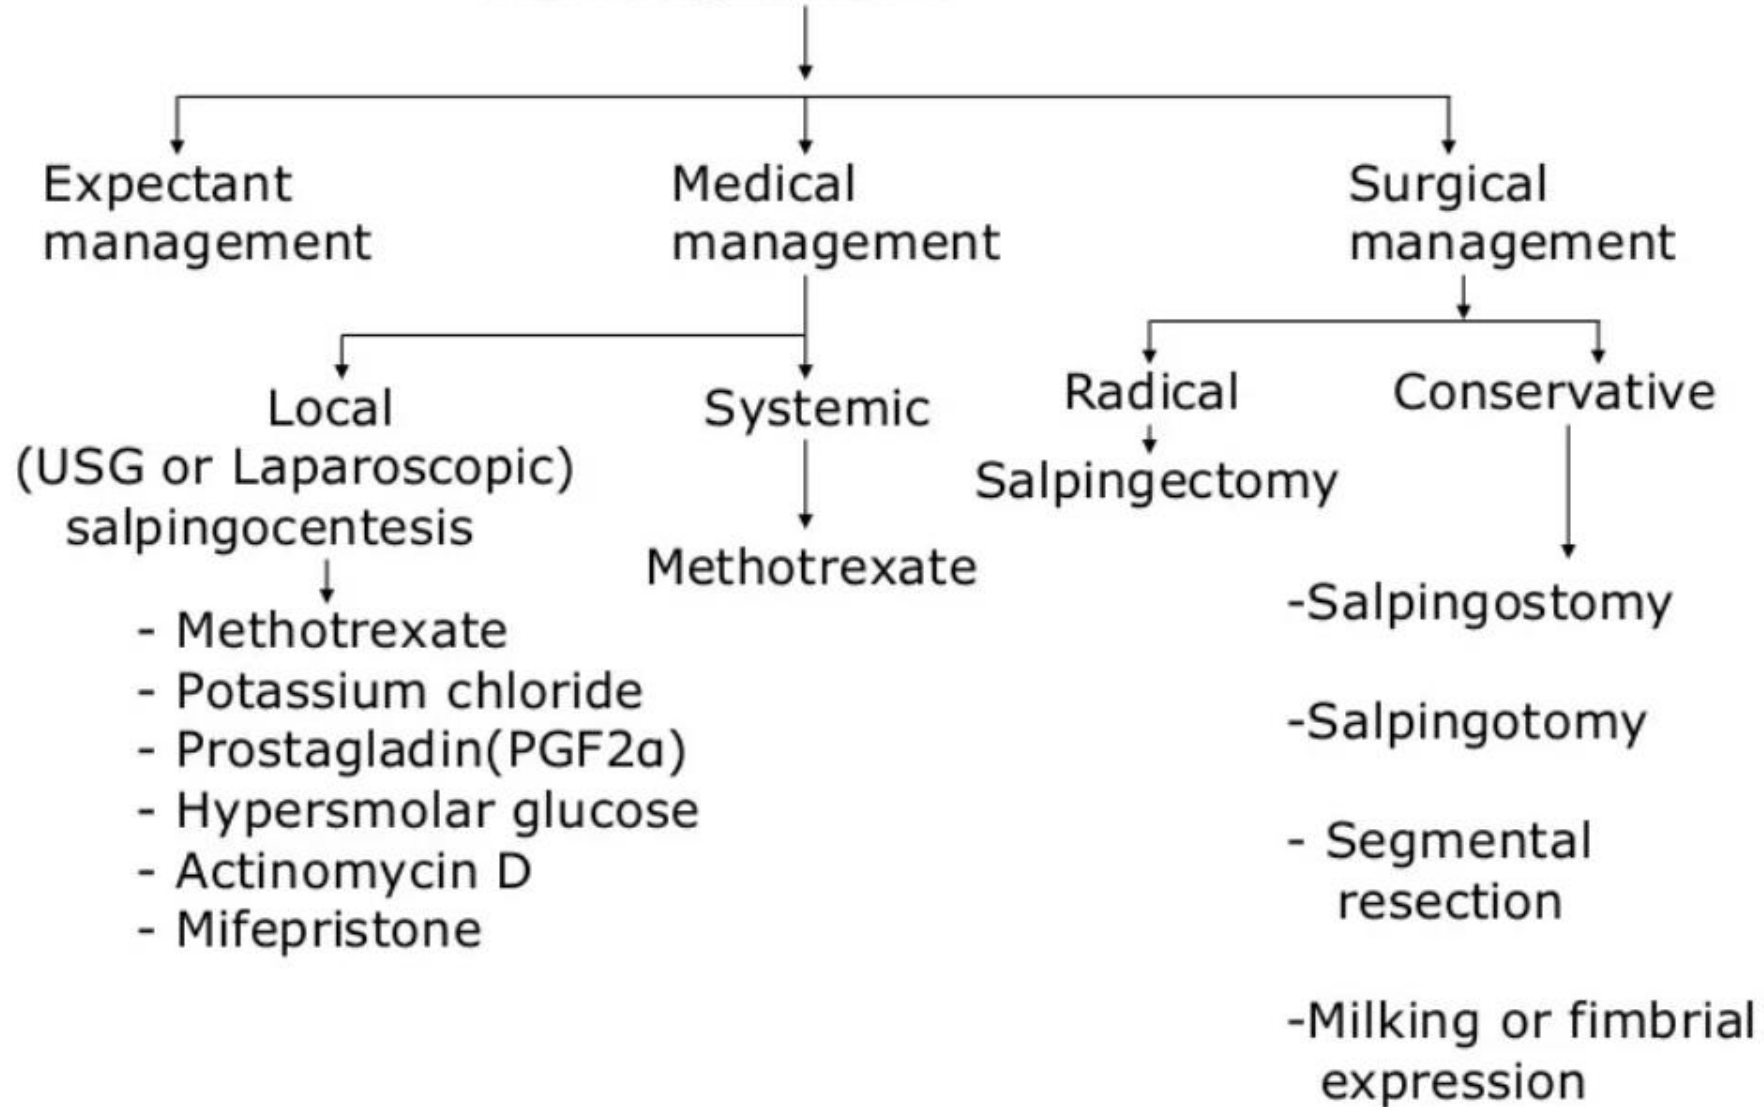 Expectant
management
Medical
management
Surgical
management
Local
(USG or Laparoscopic)
salpingocentesis
- Methotrexate
- Potassium chloride
- Prostagladin(PGF2ɑ)
- Hypersmolar glucose
- Actinomycin D
- Mifepristone
Systemic
Methotrexate
Radical
Salpingectomy
Conservative
-Salpingostomy
-Salpingotomy
- Segmental
resection
-Milking or fimbrial
expression